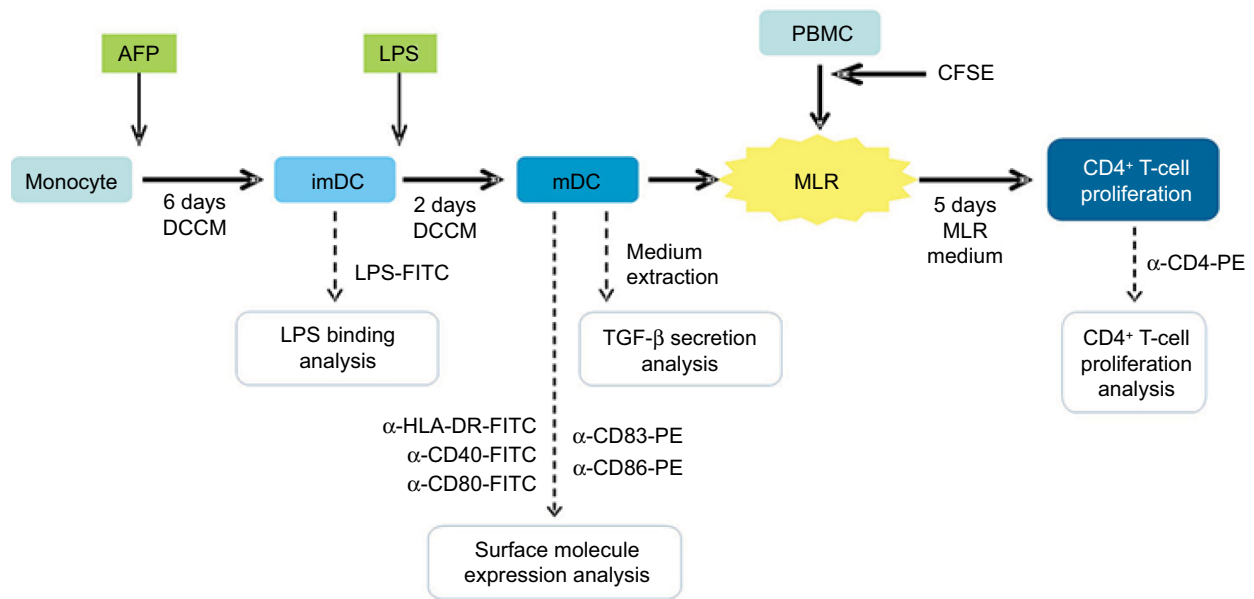 PBMC
AFP
LPS
CFSE
Monocyte
imDC
mDC
MLR
CD4⁺ T-cell
proliferation
6 days
DCCM
2 days
DCCM
5 days
MLR
medium
LPS-FITC
Medium
extraction
α-CD4-PE
LPS binding
analysis
TGF-β secretion
analysis
CD4⁺ T-cell
proliferation
analysis
α-HLA-DR-FITC
α-CD40-FITC
α-CD80-FITC
α-CD83-PE
α-CD86-PE
Surface molecule
expression analysis